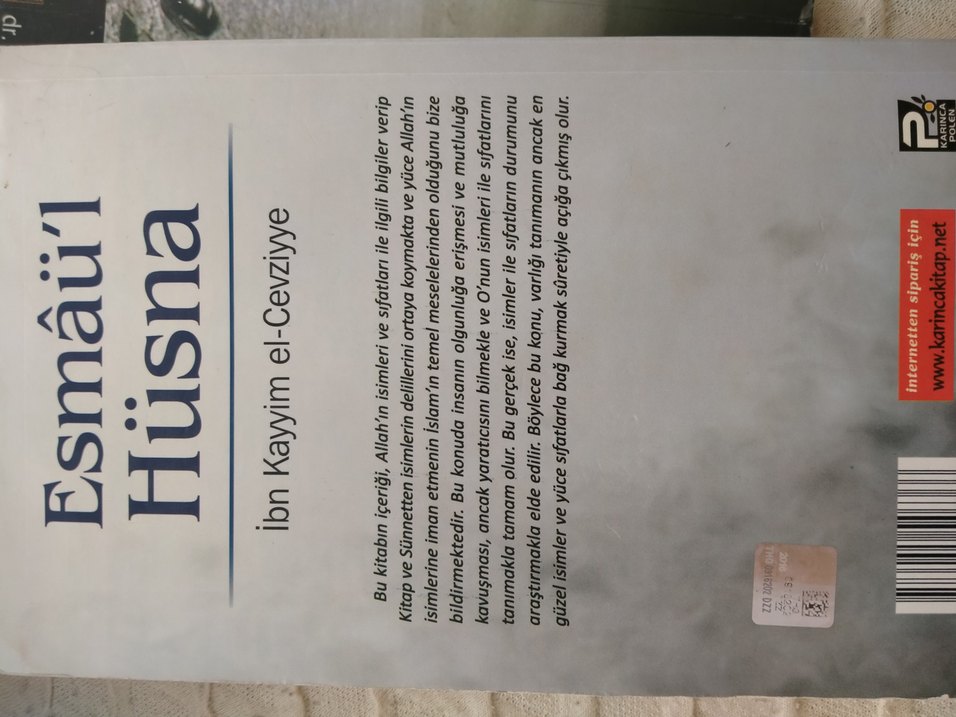 Esmâü'l
Hüsna
İbn Kayyim el-Cevziyye
Bu kitabın içeriği, Allah'ın isimleri ve sıfatları ile ilgili bilgiler verip
Kitap ve Sünnetten isimlerin delillerini ortaya koymakta ve yüce Allah'ın
isimlerine iman etmenin İslam'ın temel meselelerinden olduğunu bize
bildirmektedir. Bu konuda insanın olgunluğa erişmesi ve mutluluğa
kavuşması, ancak yaratıcısını bilmekle ve O'nun isimleri ile sıfatlarını
tanımakla tamam olur. Bu gerçek ise, isimler ile sıfatların durumunu
araştırmakla elde edilir. Böylece bu konu, varlığı tanımanın ancak en
güzel isimler ve yüce sıfatlarla bağ kurmak sûretiyle açığa çıkmış olur.
KARINCA
POLEN
internetten sipariş için
www.karincakitap.net
dr.